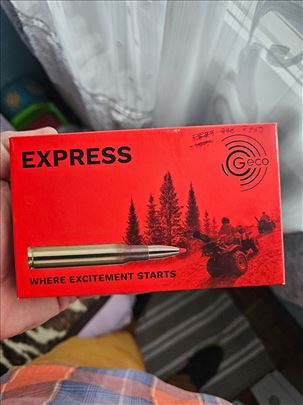 EXPRESS
Geco
WHERE EXCITEMENT STARTS